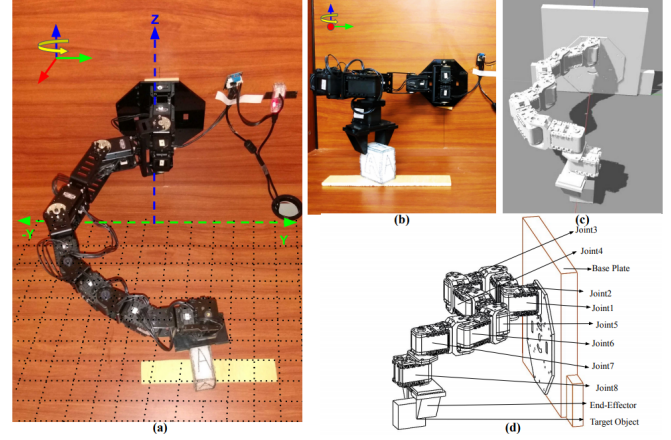 Z
-Y
Y
(a)
(b)
(c)
Joint3
Joint4
Base Plate
Joint2
Joint1
Joint5
Joint6
Joint7
Joint8
End-Effector
Target Object
(d)